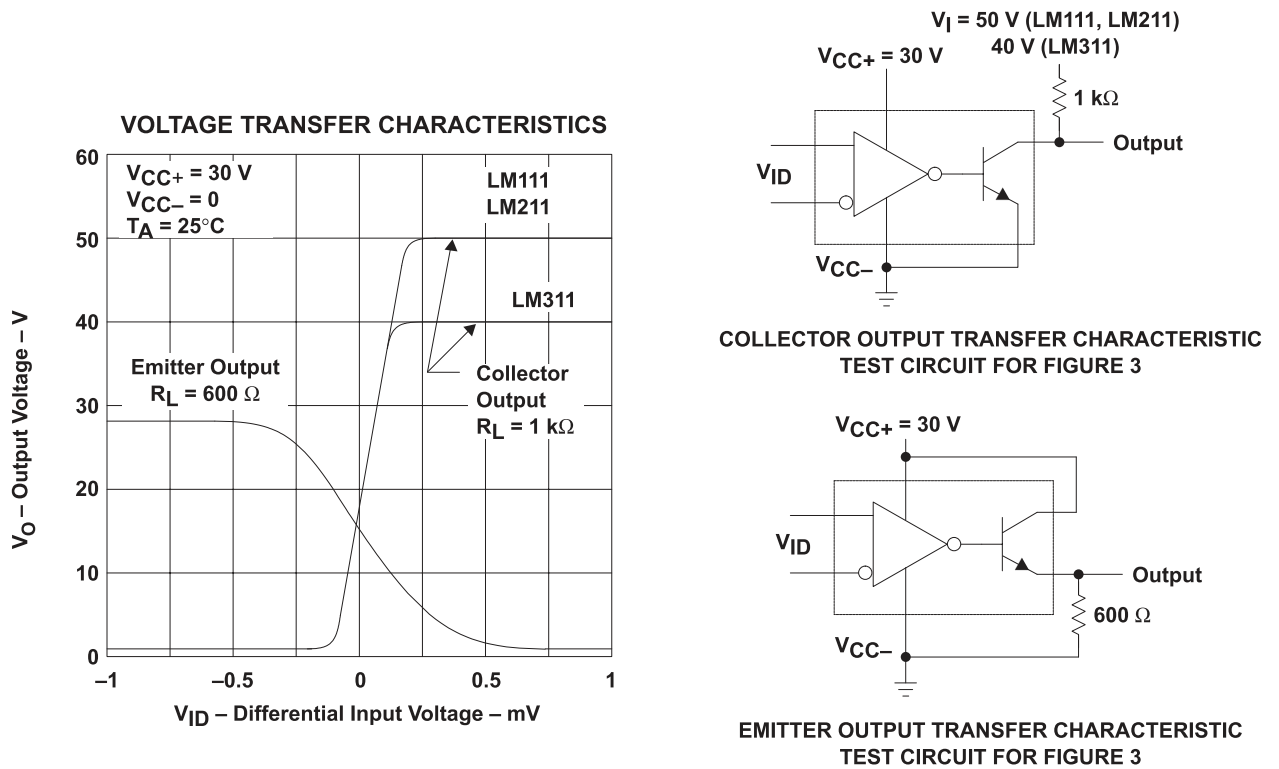 VOLTAGE TRANSFER CHARACTERISTICS
VCC+ = 30 V
VCC– = 0
TA = 25°C
LM111
LM211
LM311
Emitter Output
RL = 600 Ω
Collector
Output
RL = 1 kΩ
60
50
40
30
20
10
0
–1
–0.5
0
0.5
1
VO – Output Voltage – V
VID – Differential Input Voltage – mV
VI = 50 V (LM111, LM211)
40 V (LM311)
VCC+ = 30 V
1 kΩ
Output
VID
VCC–
COLLECTOR OUTPUT TRANSFER CHARACTERISTIC
TEST CIRCUIT FOR FIGURE 3
VCC+ = 30 V
VID
Output
600 Ω
VCC–
EMITTER OUTPUT TRANSFER CHARACTERISTIC
TEST CIRCUIT FOR FIGURE 3